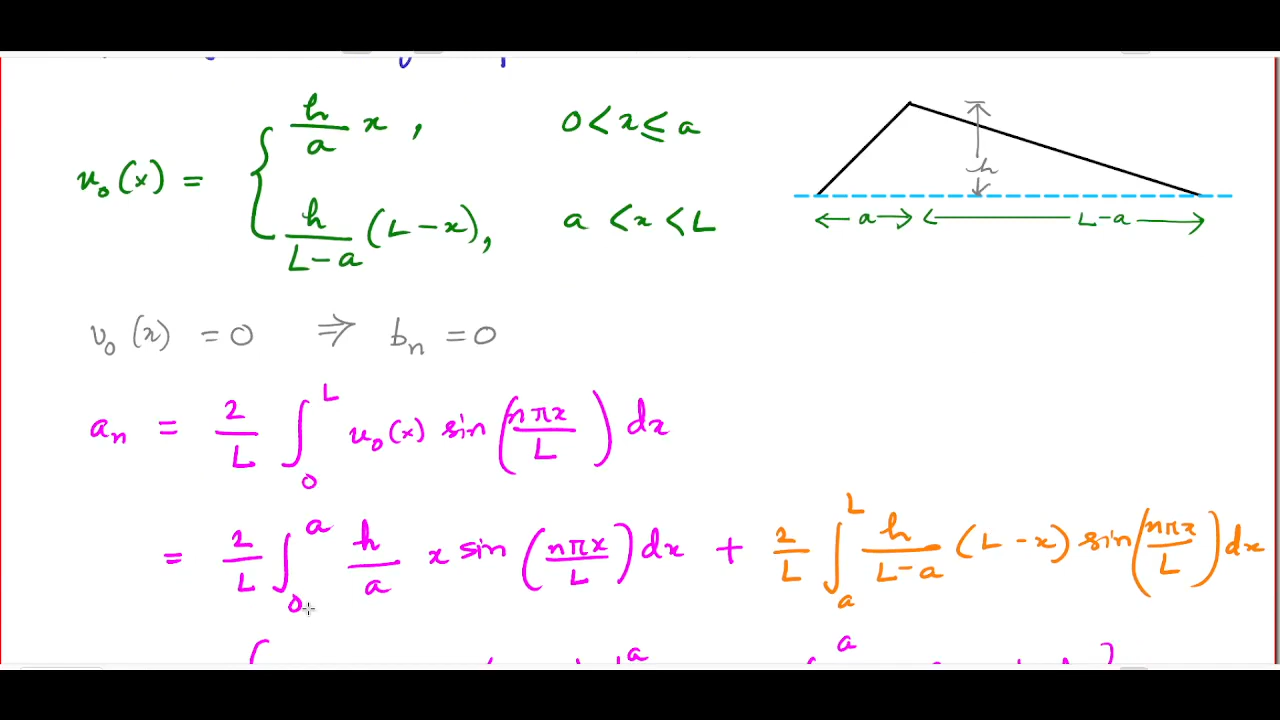 u₀(x) = { h/a x , 0 < x ≤ a
h/(L-a) (L-x), a < x < L
h
a L-a
v₀(x) = 0 ⇒ bₙ = 0
aₙ = 2/L ∫₀ᴸ u₀(x) sin(nπx/L) dx
= 2/L ∫₀ᵃ h/a x sin(nπx/L) dx + 2/L ∫ₐᴸ h/(L-a) (L-x) sin(nπx/L) dx